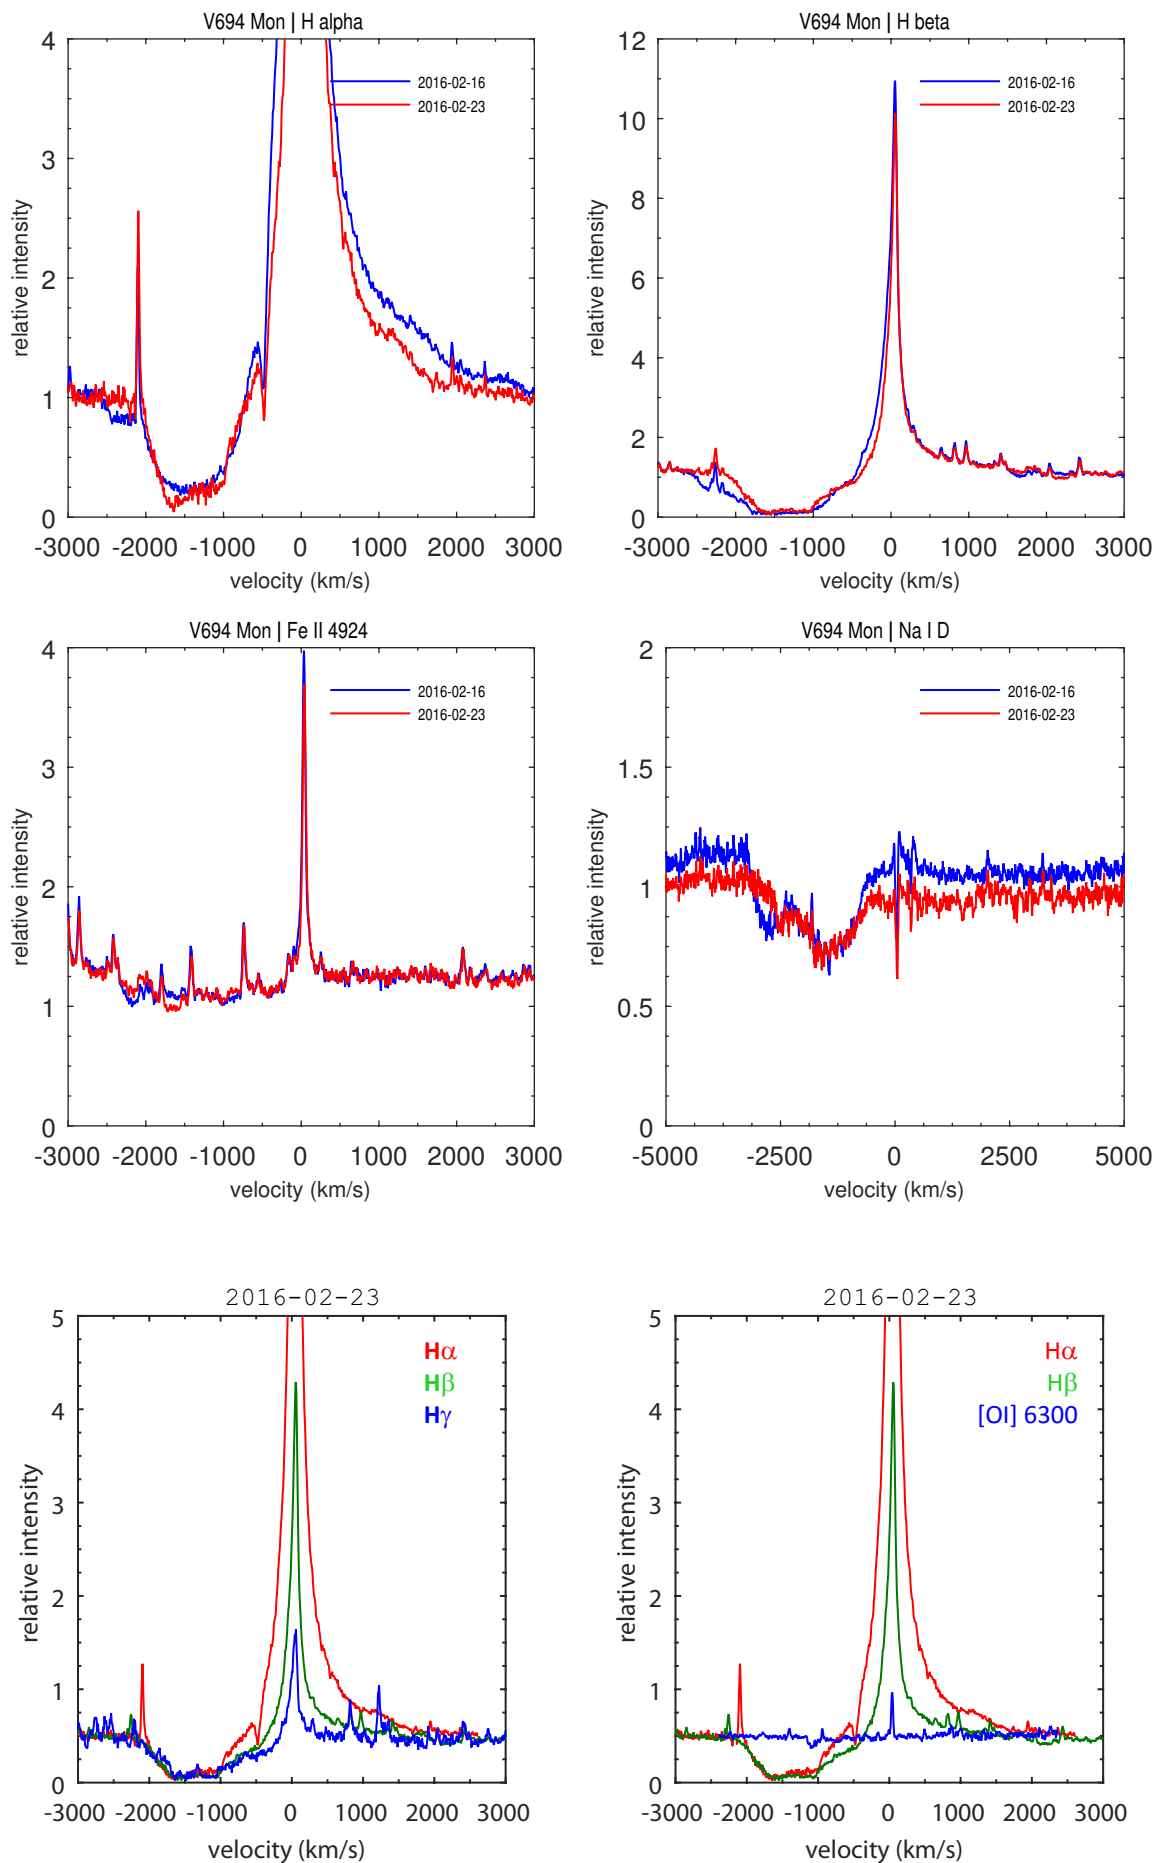 V694 Mon | H alpha
4
3
2
1
0
relative intensity
2016-02-16
2016-02-23
-3000 -2000 -1000 0 1000 2000 3000
velocity (km/s)
V694 Mon | H beta
12
10
8
6
4
2
0
relative intensity
2016-02-16
2016-02-23
-3000 -2000 -1000 0 1000 2000 3000
velocity (km/s)
V694 Mon | Fe II 4924
4
3
2
1
0
relative intensity
2016-02-16
2016-02-23
-3000 -2000 -1000 0 1000 2000 3000
velocity (km/s)
V694 Mon | Na I D
2
1.5
1
0.5
0
relative intensity
2016-02-16
2016-02-23
-5000 -2500 0 2500 5000
velocity (km/s)
2016-02-23
5
4
3
2
1
0
relative intensity
Hα
Hβ
Hγ
-3000 -2000 -1000 0 1000 2000 3000
velocity (km/s)
2016-02-23
5
4
3
2
1
0
relative intensity
Hα
Hβ
[OI] 6300
-3000 -2000 -1000 0 1000 2000 3000
velocity (km/s)